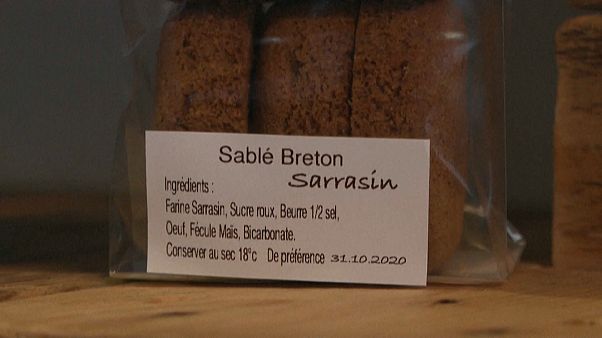 Sablé Breton
Sarrasin
Ingrédients :
Farine Sarrasin, Sucre roux, Beurre 1/2 sel,
Oeuf, Fécule Maïs, Bicarbonate.
Conserver au sec 18°c De préférence 31.10.2020